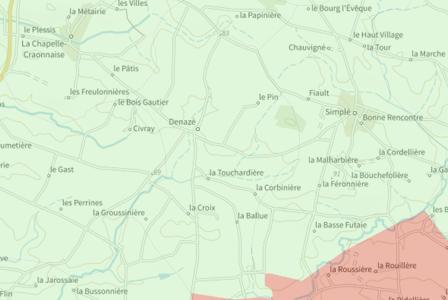 les Villes
la Métairie
la Papinière
le Bourg l'Évêque
le Plessis
le Haut Village
La Chapelle-
Craonnaise
Chauvigné
la Tour
la Marche
le Pâtis
les Freulonnières
le Bois Gautier
le Pin
Fiault
Simplé
Bonne Rencontre
Denazé
Civray
la Cordellière
la Malharbière
le Gast
la Touchardière
la Bouchefolière
la Corbinière
la Féronnière
les Perrines
la Groussinière
la Croix
la Ballue
la Basse Futaie
la Rouillère
la Roussière
la Jarossaie
la Bussonnière